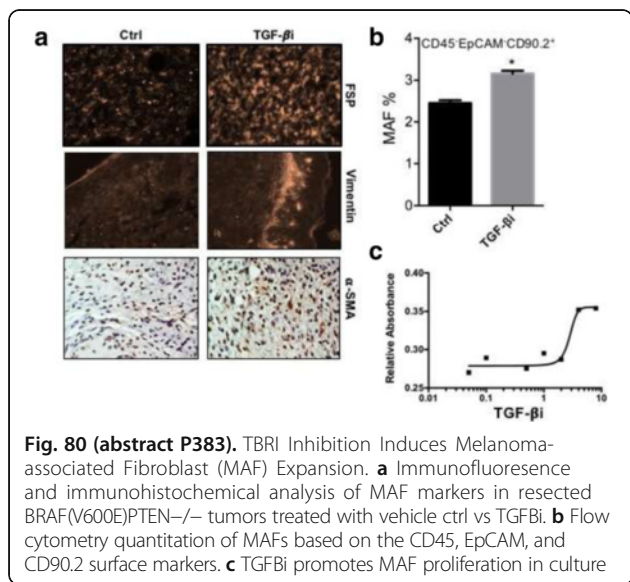 a
Ctrl
TGF-βi
FSP
Vimentin
α-SMA
b
CD45-EpCAM-CD90.2+
4
3
2
1
0
MAF %
*
Ctrl
TGF-βi
c
0.40
0.35
0.30
0.25
Relative Absorbance
0.01
0.1
1
10
TGF-βi
Fig. 80 (abstract P383). TBRI Inhibition Induces Melanoma-
associated Fibroblast (MAF) Expansion. a Immunofluoresence
and immunohistochemical analysis of MAF markers in resected
BRAF(V600E)PTEN−/− tumors treated with vehicle ctrl vs TGFBi. b Flow
cytometry quantitation of MAFs based on the CD45, EpCAM, and
CD90.2 surface markers. c TGFBi promotes MAF proliferation in culture